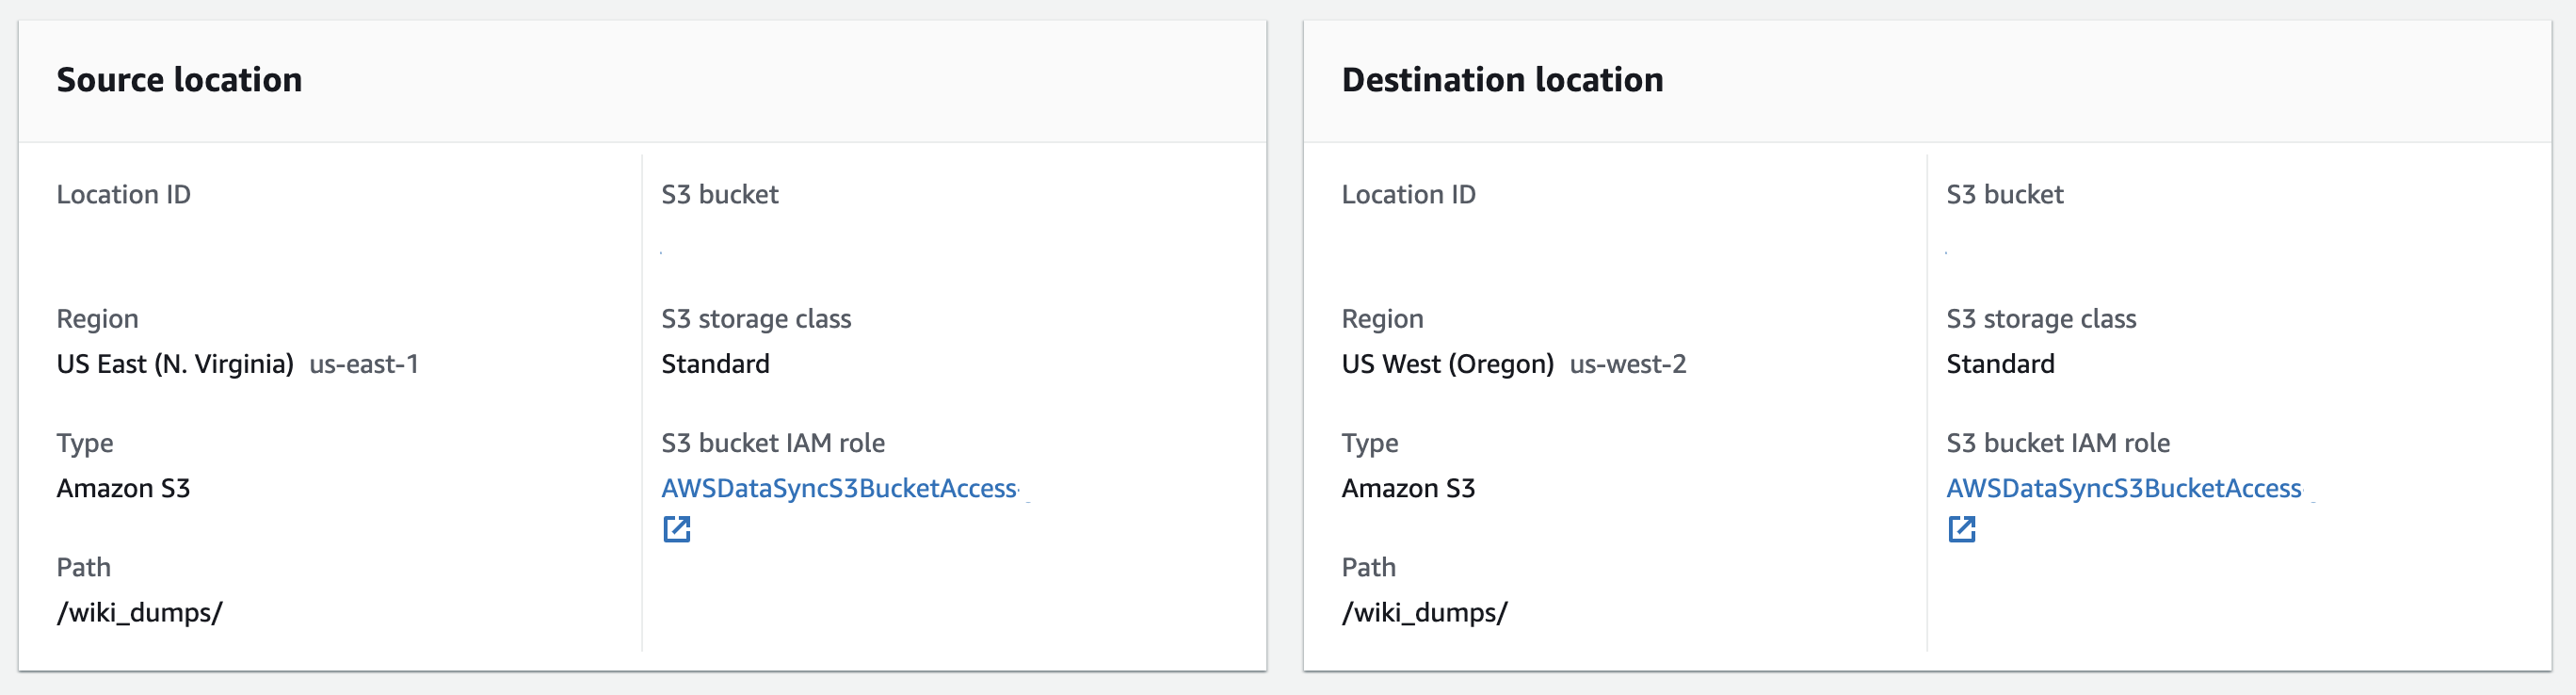 Source location
Location ID
S3 bucket
Region
US East (N. Virginia) us-east-1
S3 storage class
Standard
Type
Amazon S3
S3 bucket IAM role
AWSDataSyncS3BucketAccess
Path
/wiki_dumps/
Destination location
Location ID
S3 bucket
Region
US West (Oregon) us-west-2
S3 storage class
Standard
Type
Amazon S3
S3 bucket IAM role
AWSDataSyncS3BucketAccess
Path
/wiki_dumps/